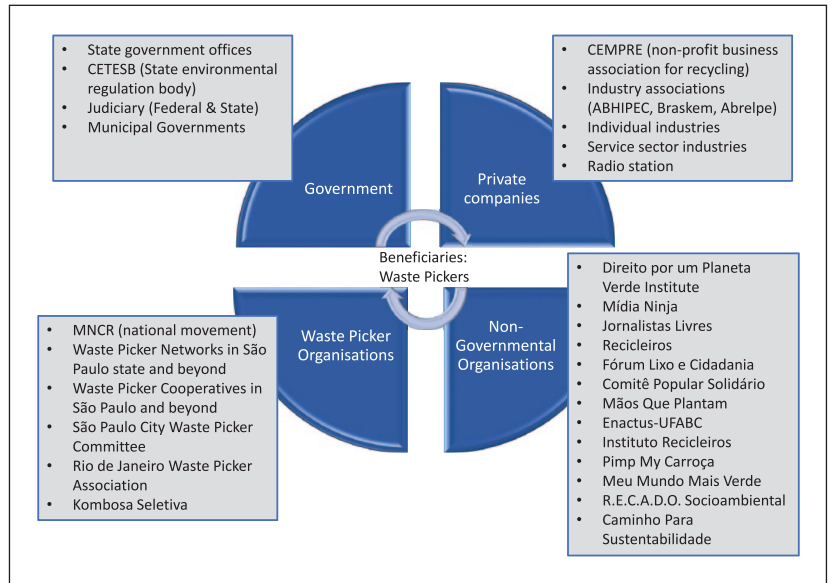 • State government offices
• CETESB (State environmental
regulation body)
• Judiciary (Federal & State)
• Municipal Governments
• CEMPRE (non-profit business
association for recycling)
• Industry associations
(ABHIPEC, Braskem, Abrelpe)
• Individual industries
• Service sector industries
• Radio station
Government
Private
companies
Beneficiaries:
Waste Pickers
Waste Picker
Organisations
Non-
Governmental
Organisations
• MNCR (national movement)
• Waste Picker Networks in São
Paulo state and beyond
• Waste Picker Cooperatives in
São Paulo and beyond
• São Paulo City Waste Picker
Committee
• Rio de Janeiro Waste Picker
Association
• Kombosa Seletiva
• Direito por um Planeta
Verde Institute
• Mídia Ninja
• Jornalistas Livres
• Recicleiros
• Fórum Lixo e Cidadania
• Comitê Popular Solidário
• Mãos Que Plantam
• Enactus-UFABC
• Instituto Recicleiros
• Pimp My Carroça
• Meu Mundo Mais Verde
• R.E.C.A.D.O. Socioambiental
• Caminho Para
Sustentabilidade